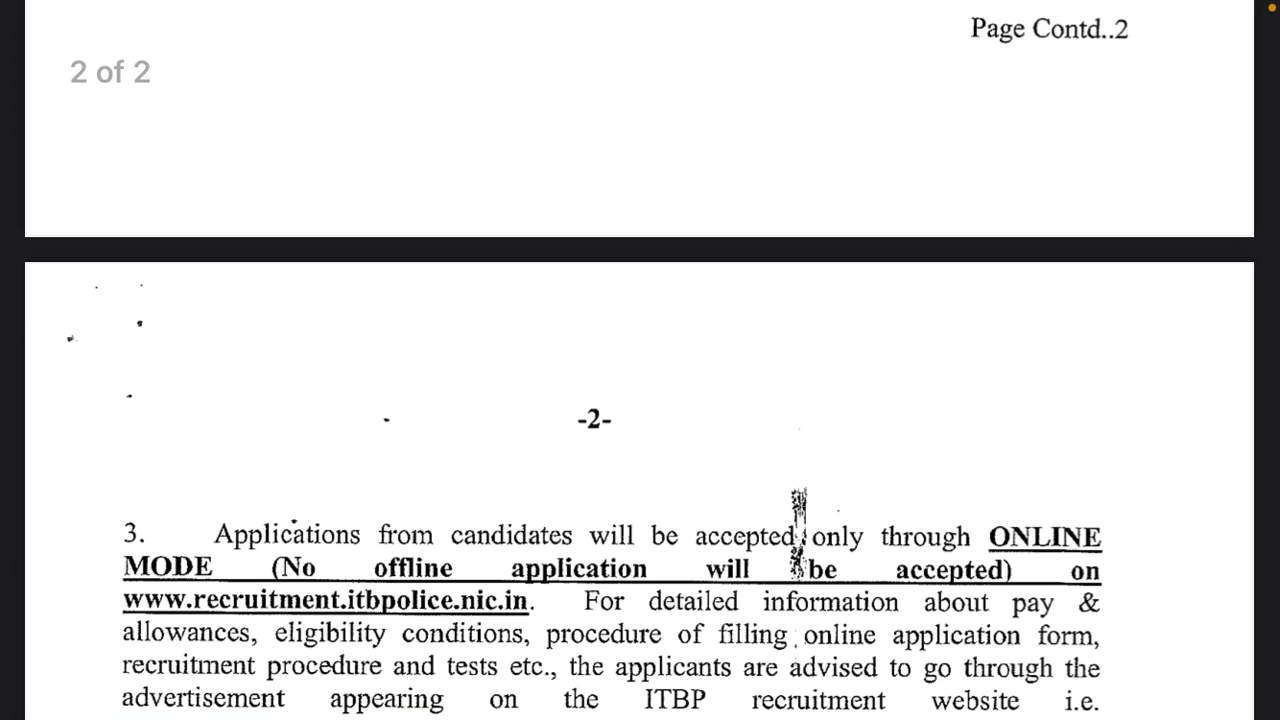 Page Contd..2
2 of 2
-2-
3. Applications from candidates will be accepted only through ONLINE
MODE (No offline application will be accepted) on
www.recruitment.itbpolice.nic.in. For detailed information about pay &
allowances, eligibility conditions, procedure of filling online application form,
recruitment procedure and tests etc., the applicants are advised to go through the
advertisement appearing on the ITBP recruitment website i.e.